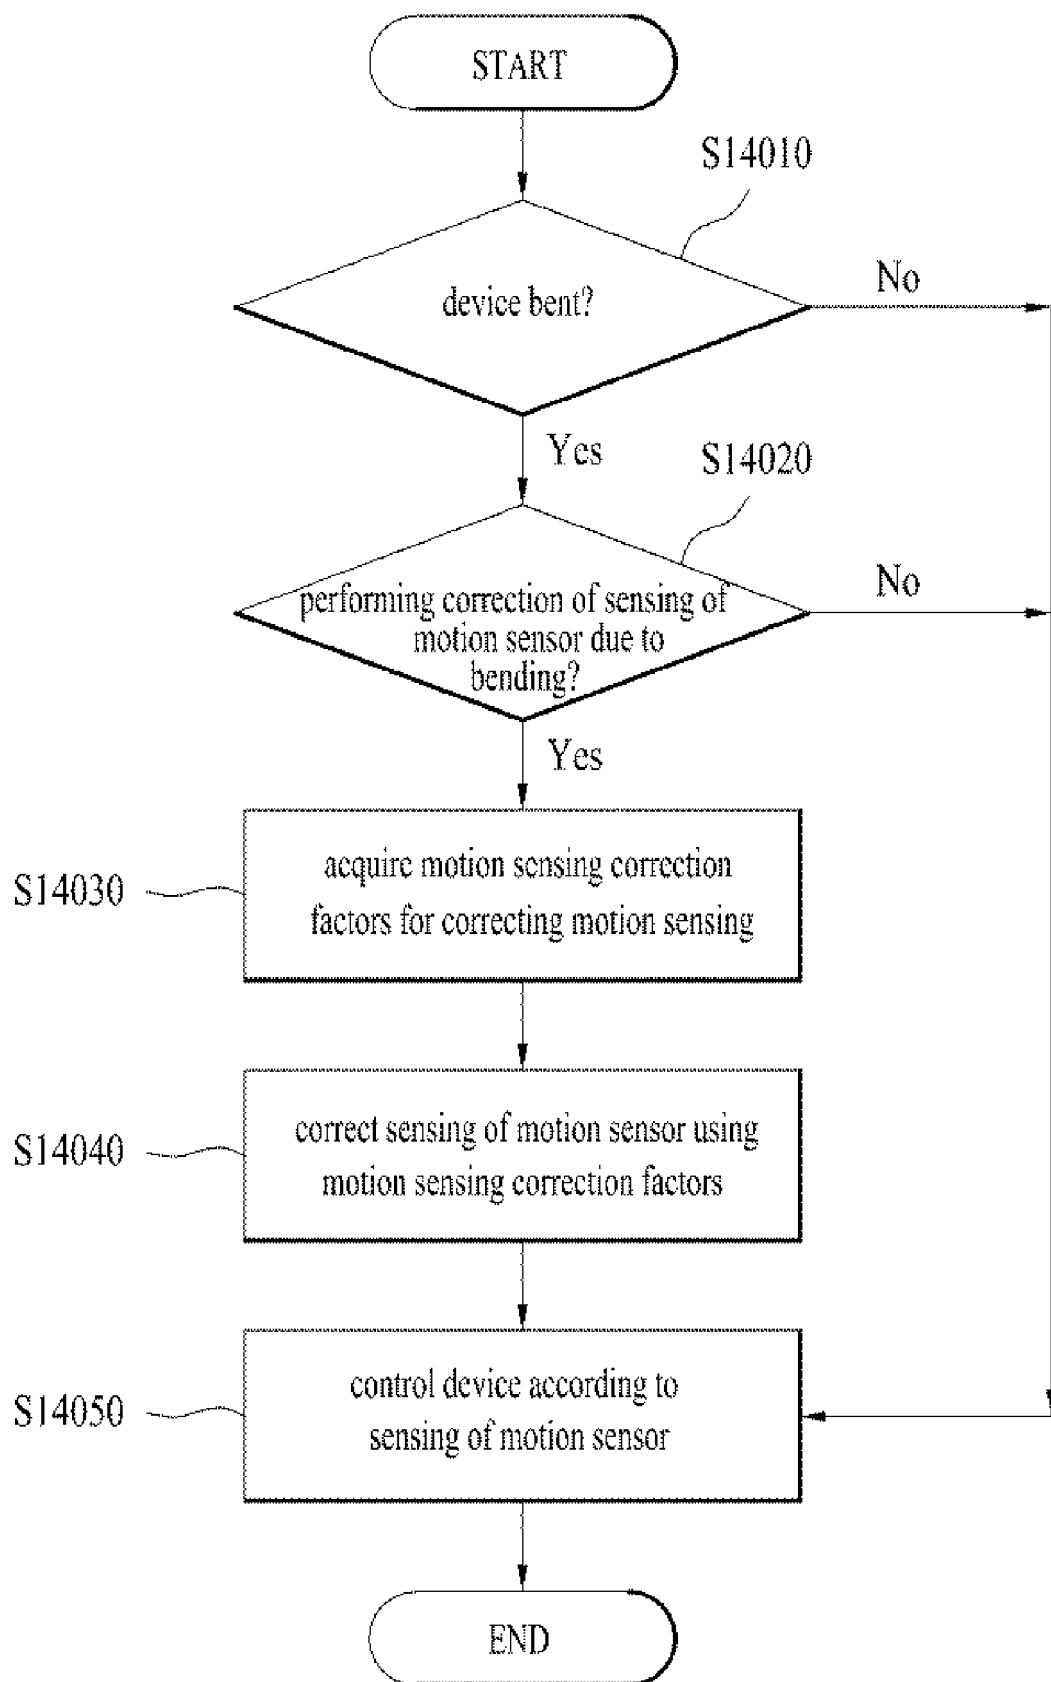 START
S14010
device bent?
No
Yes
S14020
performing correction of sensing of
motion sensor due to
bending?
No
Yes
S14030
acquire motion sensing correction
factors for correcting motion sensing
S14040
correct sensing of motion sensor using
motion sensing correction factors
S14050
control device according to
sensing of motion sensor
END